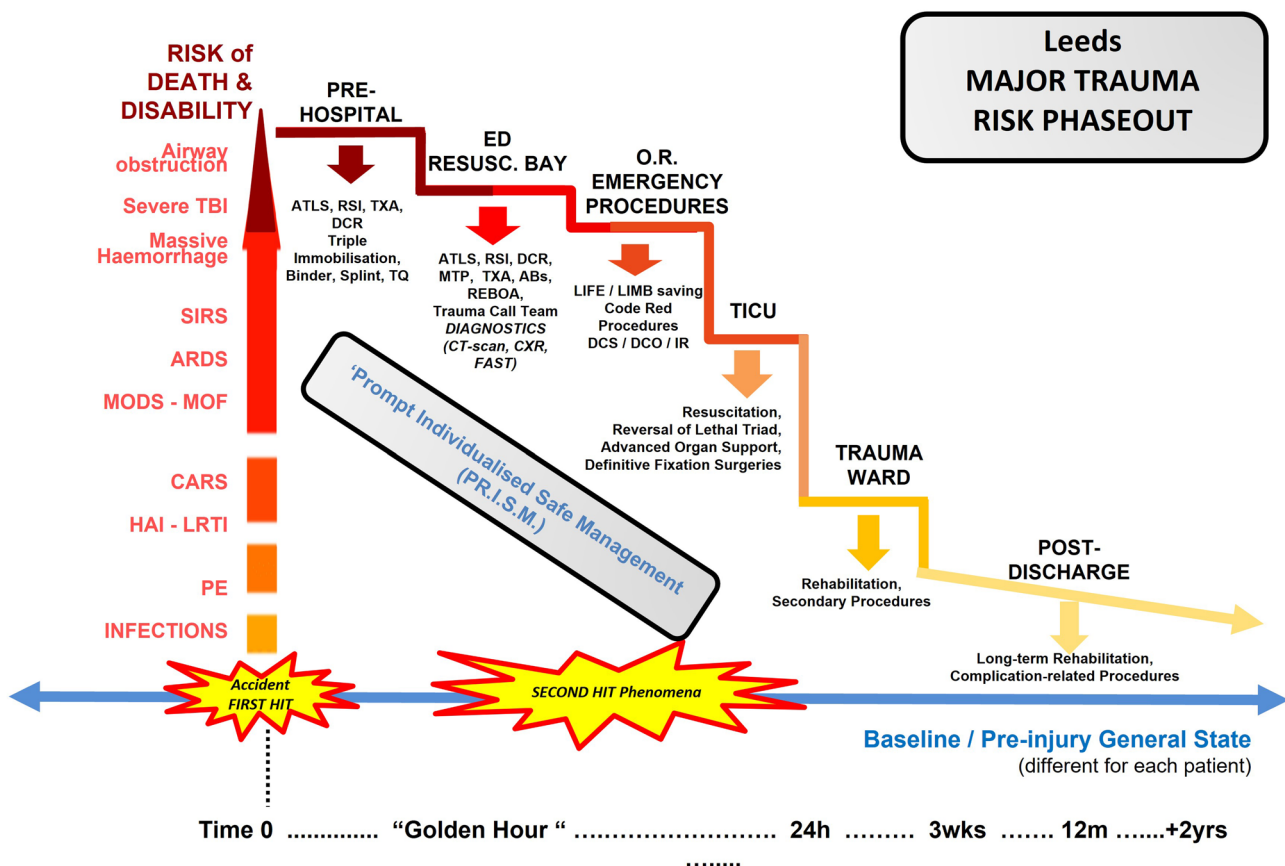 Leeds
MAJOR TRAUMA
RISK PHASEOUT
RISK of
DEATH &
DISABILITY
Airway
obstruction
Severe TBI
Massive
Haemorrhage
SIRS
ARDS
MODS - MOF
CARS
HAI - LRTI
PE
INFECTIONS
PRE-
HOSPITAL
ATLS, RSI, TXA,
DCR
Triple
Immobilisation,
Binder, Splint, TQ
ED
RESUSC. BAY
ATLS, RSI, DCR,
MTP, TXA, ABs,
REBOA,
Trauma Call Team
DIAGNOSTICS
(CT-scan, CXR,
FAST)
O.R.
EMERGENCY
PROCEDURES
LIFE / LIMB saving
Code Red
Procedures
DCS / DCO / IR
TICU
Resuscitation,
Reversal of Lethal Triad,
Advanced Organ Support,
Definitive Fixation Surgeries
TRAUMA
WARD
Rehabilitation,
Secondary Procedures
POST-
DISCHARGE
Long-term Rehabilitation,
Complication-related Procedures
‘Prompt Individualised Safe Management
(PR.I.S.M.)
Accident
FIRST HIT
SECOND HIT Phenomena
Baseline / Pre-injury General State
(different for each patient)
Time 0 .............. “Golden Hour “ ………………………… 24h ……… 3wks ……. 12m …....+2yrs
….....